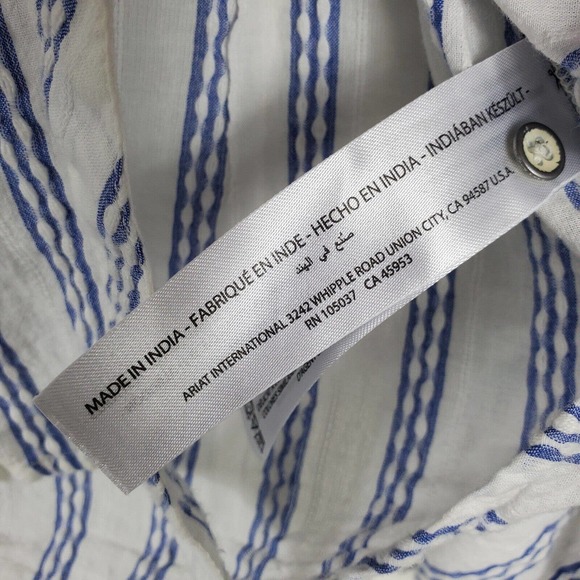 MADE IN INDIA - FABRIQUÉ EN INDE - HECHO EN INDIA - INDIÁBAN KÉSZÜLT -
صنع في الهند
ARIAT INTERNATIONAL 3242 WHIPPLE ROAD UNION CITY, CA 94587 U.S.A.
RN 105037 CA 45953